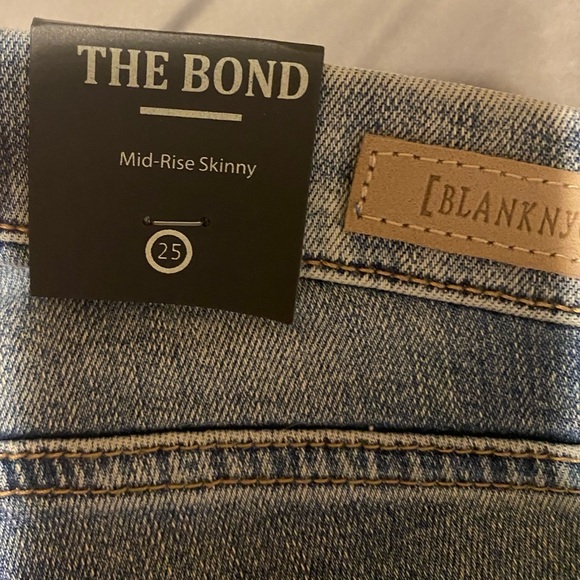 THE BOND
Mid-Rise Skinny
25
[BLANKNY